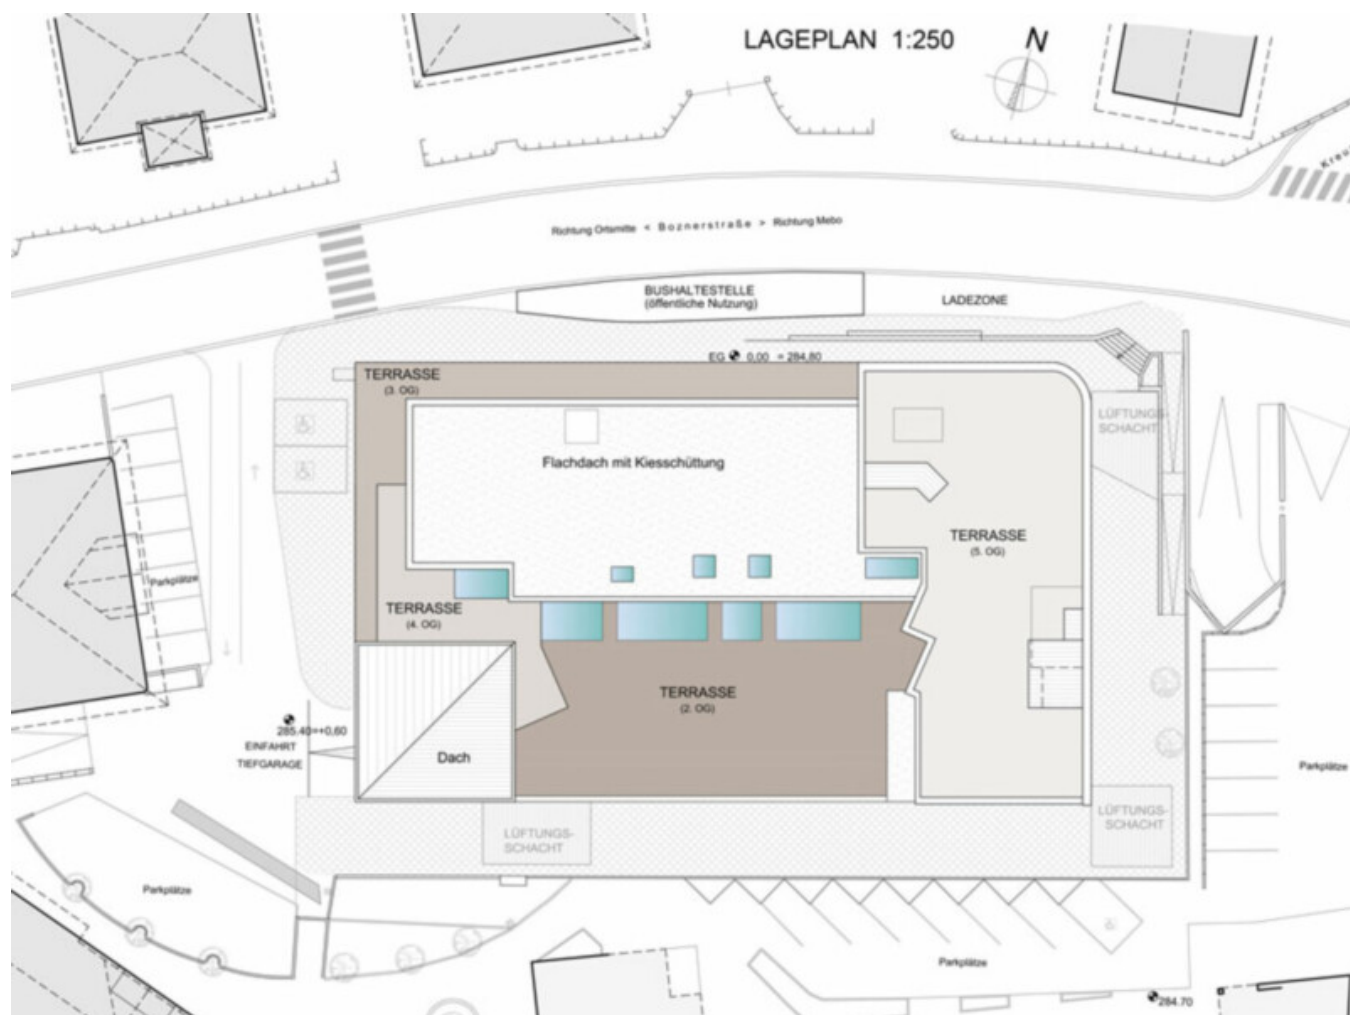 LAGEPLAN 1:250
N
Richtung Ortsmitte < Boznerstraße > Richtung Mebo
BUSHALTESTELLE
(öffentliche Nutzung)
LADEZONE
EG 0,00 = 284,80
TERRASSE
(3. OG)
LÜFTUNGS-
SCHACHT
Flachdach mit Kiesschüttung
TERRASSE
(5. OG)
Parkplätze
TERRASSE
(4. OG)
TERRASSE
(2. OG)
285.40=+0,60
EINFAHRT
TIEFGARAGE
Dach
Parkplätze
LÜFTUNGS-
SCHACHT
LÜFTUNGS-
SCHACHT
Parkplätze
Parkplätze
284.70